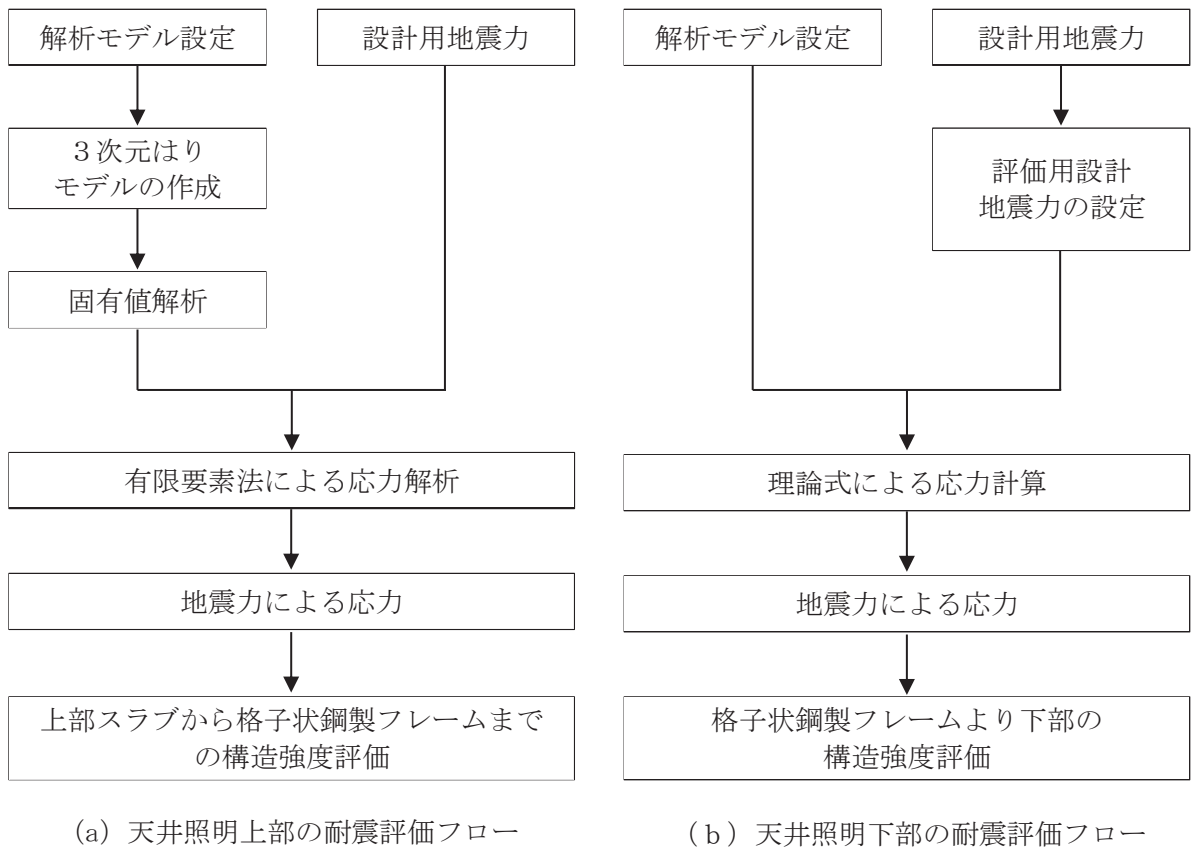 解析モデル設定
設計用地震力
３次元はり
モデルの作成
固有値解析
有限要素法による応力解析
地震力による応力
上部スラブから格子状鋼製フレームまで
の構造強度評価
(a) 天井照明上部の耐震評価フロー
解析モデル設定
設計用地震力
評価用設計
地震力の設定
理論式による応力計算
地震力による応力
格子状鋼製フレームより下部の
構造強度評価
(ｂ) 天井照明下部の耐震評価フロー